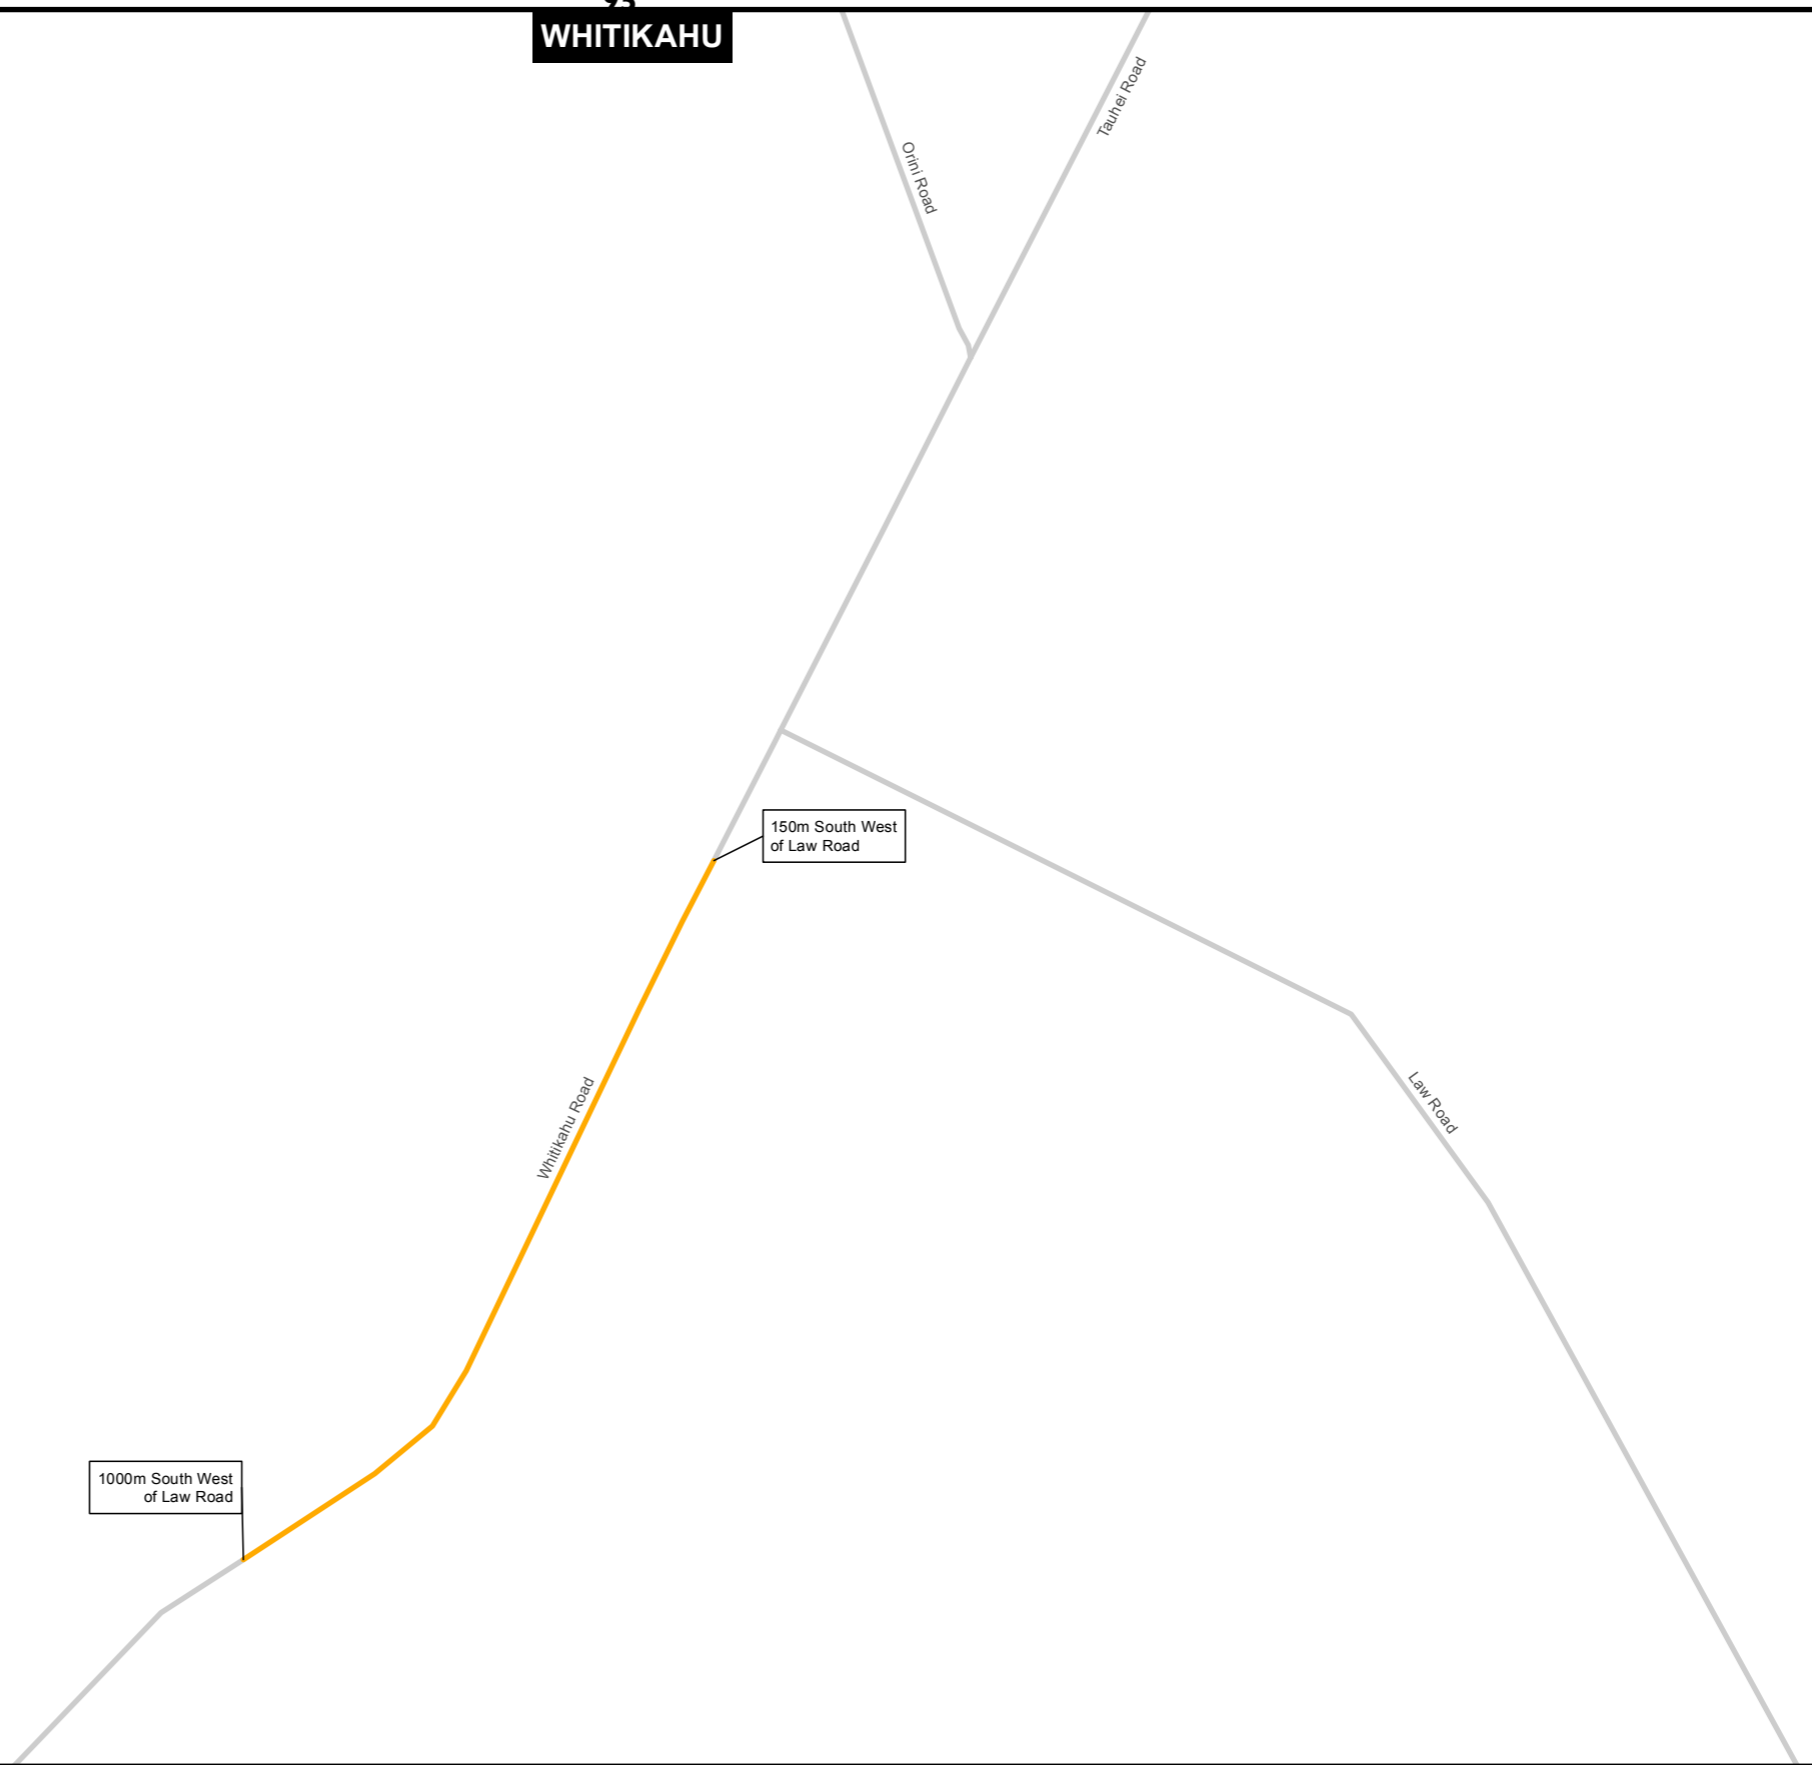 WHITIKAHU
Tauhei Road
Orini Road
150m South West
of Law Road
Law Road
Whitikahu Road
1000m South West
of Law Road